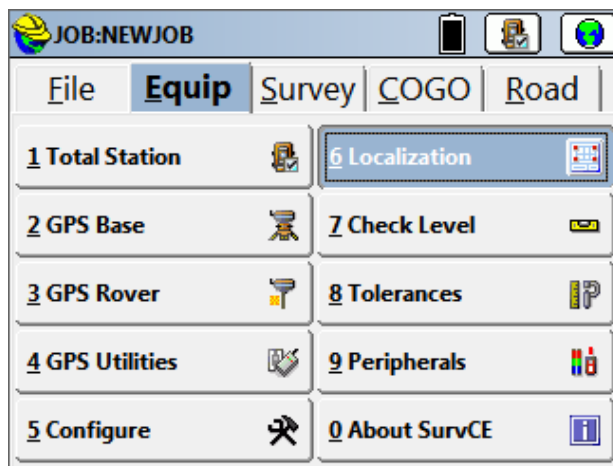 JOB:NEWJOB
File Equip Survey COGO Road
1 Total Station 6 Localization
2 GPS Base 7 Check Level
3 GPS Rover 8 Tolerances
4 GPS Utilities 9 Peripherals
5 Configure 0 About SurvCE